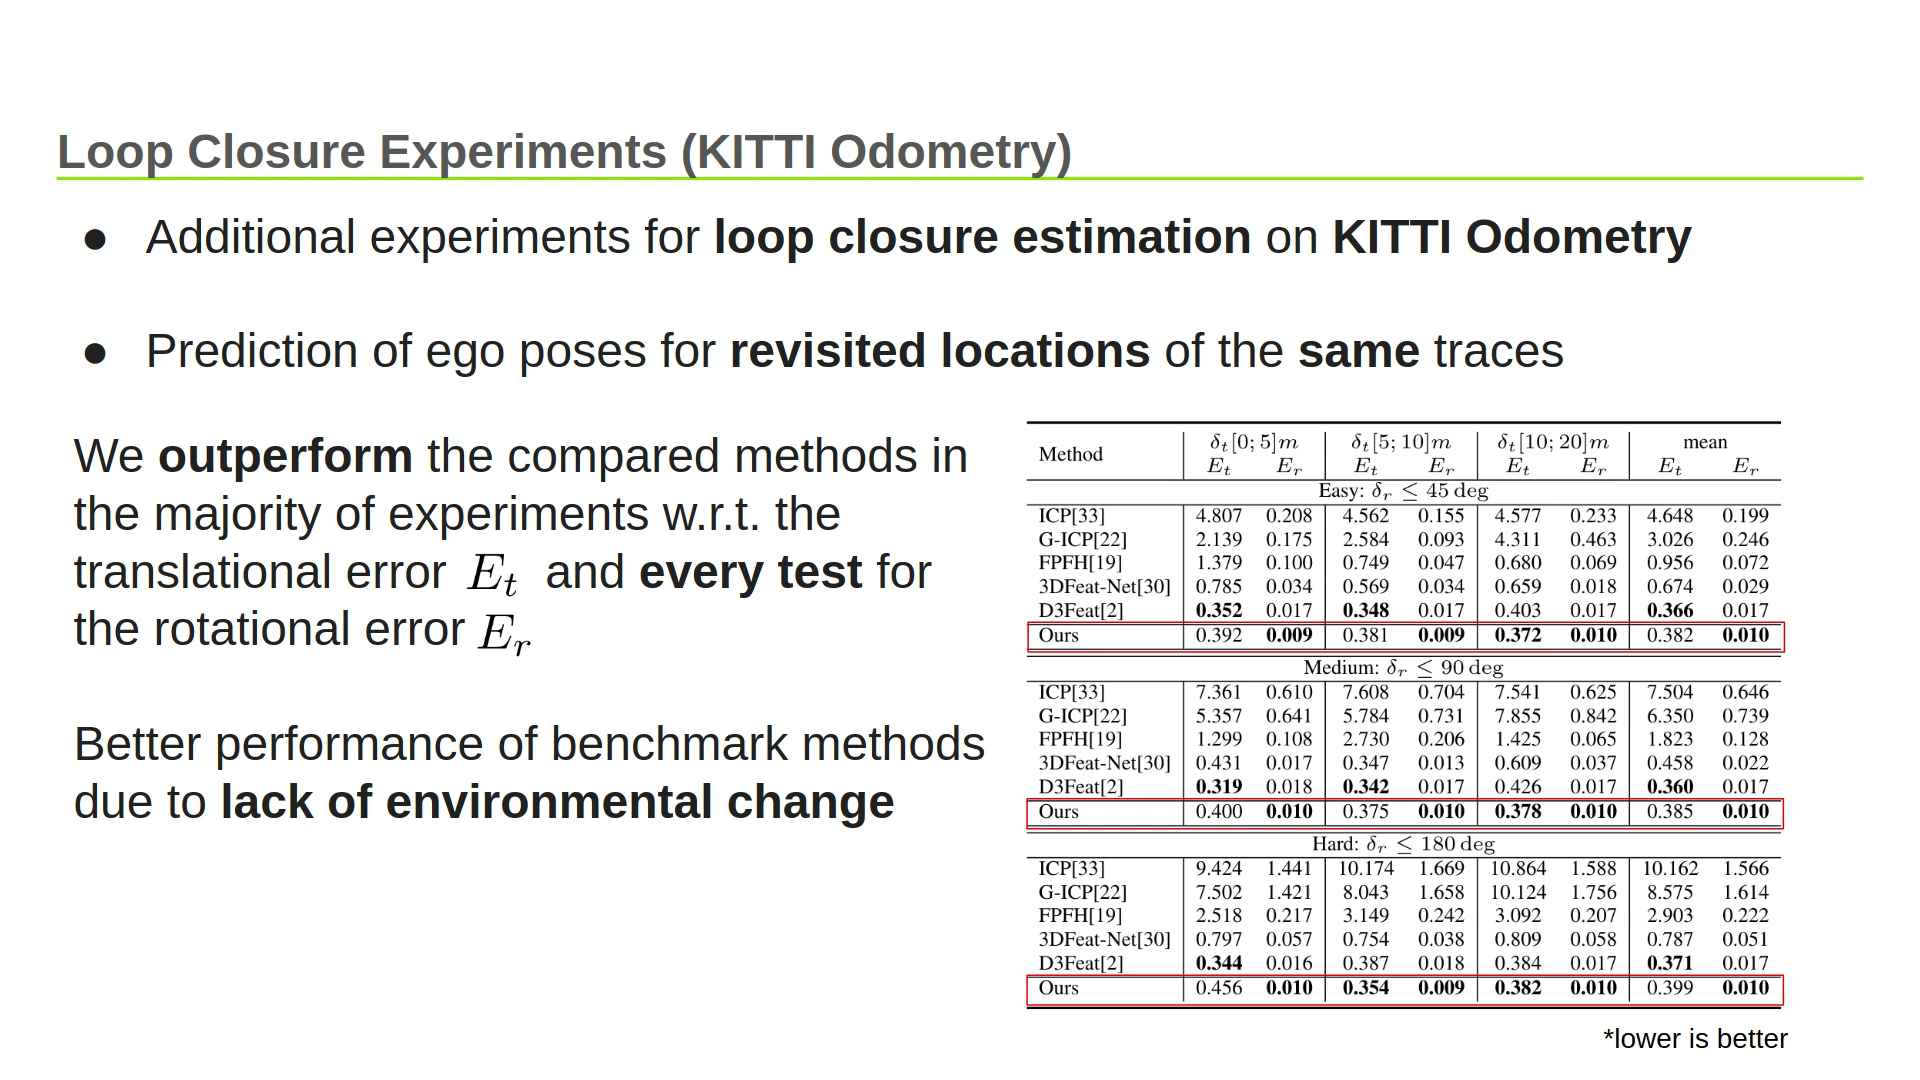 Loop Closure Experiments (KITTI Odometry)
● Additional experiments for loop closure estimation on KITTI Odometry
● Prediction of ego poses for revisited locations of the same traces
We outperform the compared methods in
the majority of experiments w.r.t. the
translational error E_t and every test for
the rotational error E_r
Better performance of benchmark methods
due to lack of environmental change
Method δ_t[0; 5]m δ_t[5; 10]m δ_t[10; 20]m mean
E_t E_r E_t E_r E_t E_r E_t E_r
Easy: δ_r ≤ 45 deg
ICP[33] 4.807 0.208 4.562 0.155 4.577 0.233 4.648 0.199
G-ICP[22] 2.139 0.175 2.584 0.093 4.311 0.463 3.026 0.246
FPFH[19] 1.379 0.100 0.749 0.047 0.680 0.069 0.956 0.072
3DFeat-Net[30] 0.785 0.034 0.569 0.034 0.659 0.018 0.674 0.029
D3Feat[2] 0.352 0.017 0.348 0.017 0.403 0.017 0.366 0.017
Ours 0.392 0.009 0.381 0.009 0.372 0.010 0.382 0.010
Medium: δ_r ≤ 90 deg
ICP[33] 7.361 0.610 7.608 0.704 7.541 0.625 7.504 0.646
G-ICP[22] 5.357 0.641 5.784 0.731 7.855 0.842 6.350 0.739
FPFH[19] 1.299 0.108 2.730 0.206 1.425 0.065 1.823 0.128
3DFeat-Net[30] 0.431 0.017 0.347 0.013 0.609 0.037 0.458 0.022
D3Feat[2] 0.319 0.018 0.342 0.017 0.426 0.017 0.360 0.017
Ours 0.400 0.010 0.375 0.010 0.378 0.010 0.385 0.010
Hard: δ_r ≤ 180 deg
ICP[33] 9.424 1.441 10.174 1.669 10.864 1.588 10.162 1.566
G-ICP[22] 7.502 1.421 8.043 1.658 10.124 1.756 8.575 1.614
FPFH[19] 2.518 0.217 3.149 0.242 3.092 0.207 2.903 0.222
3DFeat-Net[30] 0.797 0.057 0.754 0.038 0.809 0.058 0.787 0.051
D3Feat[2] 0.344 0.016 0.387 0.018 0.384 0.017 0.371 0.017
Ours 0.456 0.010 0.354 0.009 0.382 0.010 0.399 0.010
*lower is better